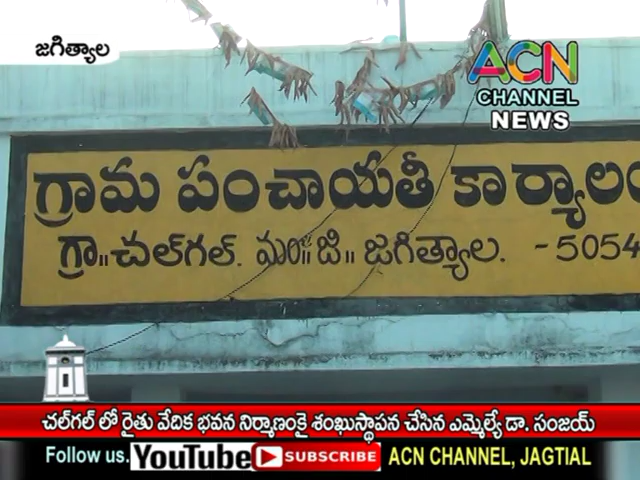 జగిత్యాల
ACN
CHANNEL
NEWS
గ్రామ పంచాయతీ
గ్రా॥చల్‌గల్. మం॥జి॥ జగిత్యాల. -5054
చల్‌గల్ లో రైతు వేదిక భవన నిర్మాణంకై శంఖుస్థాపన చేసిన ఎమ్మెల్యే డా. సంజయ్
Follow us. YouTube SUBSCRIBE ACN CHANNEL, JAGTIAL